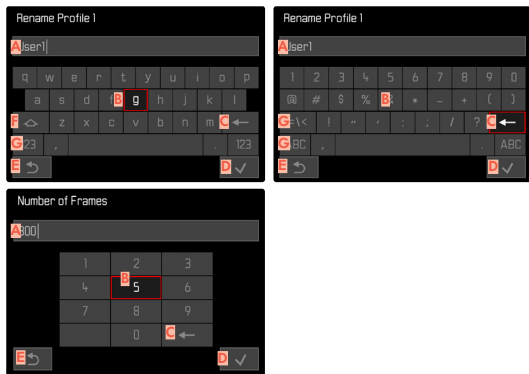 Rename Profile 1
A User1
q w e r t y u i o p
a s d f B g h j k l
F z x c v b n m C
G 123 , . 123
E D
Rename Profile 1
A User1
1 2 3 4 5 6 7 8 9 0
@ # $ % B & * - + ( )
G =\< ! " ' : ; / ? C
G ABC , . ABC
E D
Number of Frames
A 300
1 2 3
4 B 5 6
7 8 9
0 C
E D